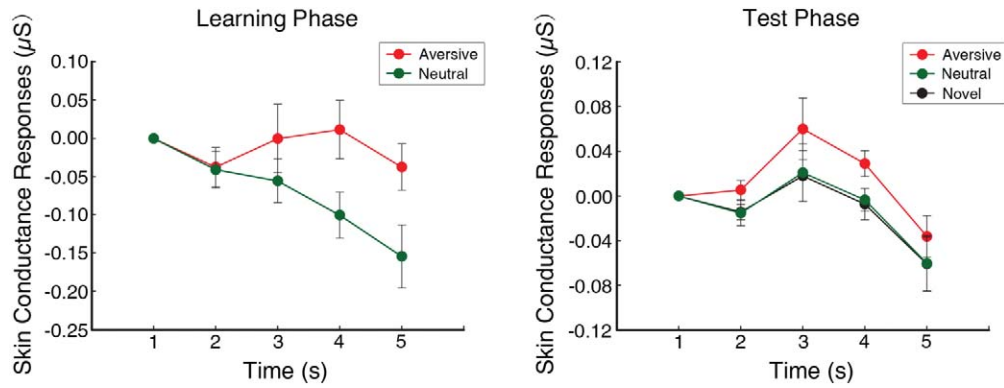 Learning Phase
Skin Conductance Responses (µS)
Aversive
Neutral
0.10
0.05
0.00
-0.05
-0.10
-0.15
-0.20
-0.25
1 2 3 4 5
Time (s)
Test Phase
Skin Conductance Responses (µS)
Aversive
Neutral
Novel
0.12
0.08
0.04
0.00
-0.04
-0.08
-0.12
1 2 3 4 5
Time (s)